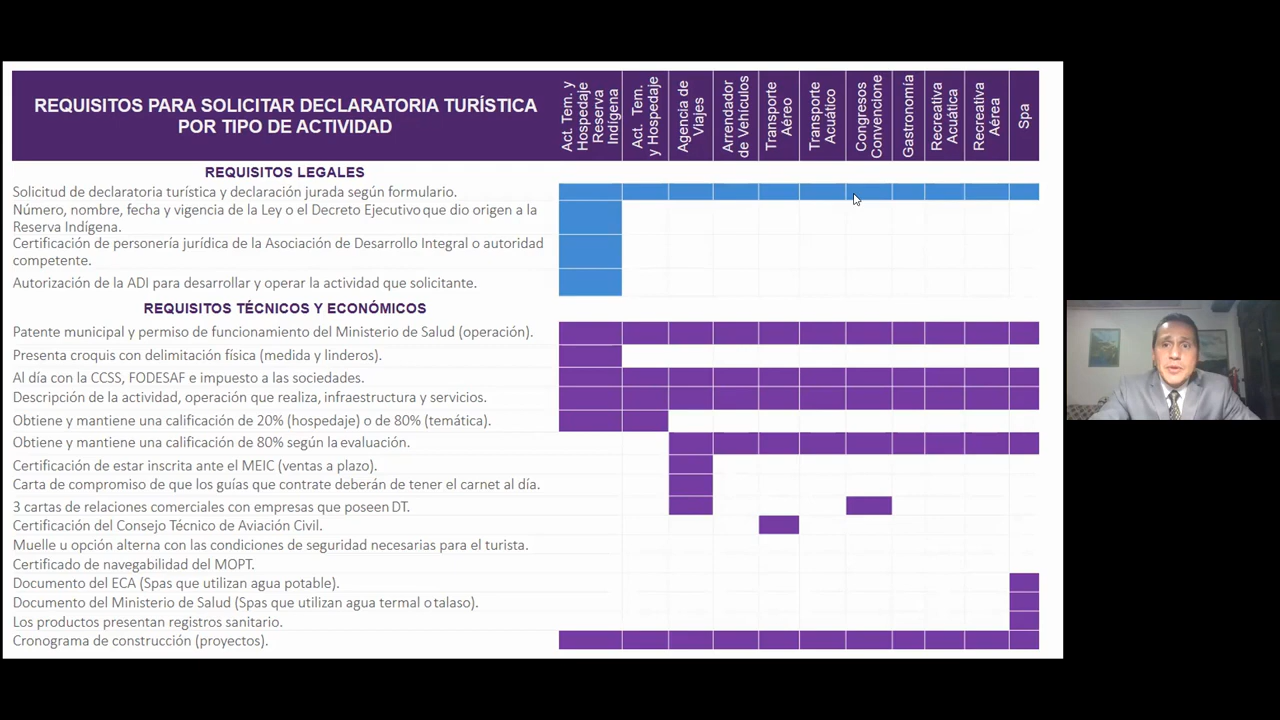 REQUISITOS PARA SOLICITAR DECLARATORIA TURÍSTICA
POR TIPO DE ACTIVIDAD
Act. Tem. y
Hospedaje
Reserva
Indígena
Act. Tem.
y Hospedaje
Agencia de
Viajes
Arrendador
de Vehículos
Transporte
Aéreo
Transporte
Acuático
Congresos
Convencione
Gastronomía
Recreativa
Acuática
Recreativa
Aérea
Spa
REQUISITOS LEGALES
Solicitud de declaratoria turística y declaración jurada según formulario.
Número, nombre, fecha y vigencia de la Ley o el Decreto Ejecutivo que dio origen a la
Reserva Indígena.
Certificación de personería jurídica de la Asociación de Desarrollo Integral o autoridad
competente.
Autorización de la ADI para desarrollar y operar la actividad que solicitante.
REQUISITOS TÉCNICOS Y ECONÓMICOS
Patente municipal y permiso de funcionamiento del Ministerio de Salud (operación).
Presenta croquis con delimitación física (medida y linderos).
Al día con la CCSS, FODESAF e impuesto a las sociedades.
Descripción de la actividad, operación que realiza, infraestructura y servicios.
Obtiene y mantiene una calificación de 20% (hospedaje) o de 80% (temática).
Obtiene y mantiene una calificación de 80% según la evaluación.
Certificación de estar inscrita ante el MEIC (ventas a plazo).
Carta de compromiso de que los guías que contrate deberán de tener el carnet al día.
3 cartas de relaciones comerciales con empresas que poseen DT.
Certificación del Consejo Técnico de Aviación Civil.
Muelle u opción alterna con las condiciones de seguridad necesarias para el turista.
Certificado de navegabilidad del MOPT.
Documento del ECA (Spas que utilizan agua potable).
Documento del Ministerio de Salud (Spas que utilizan agua termal o talaso).
Los productos presentan registros sanitario.
Cronograma de construcción (proyectos).